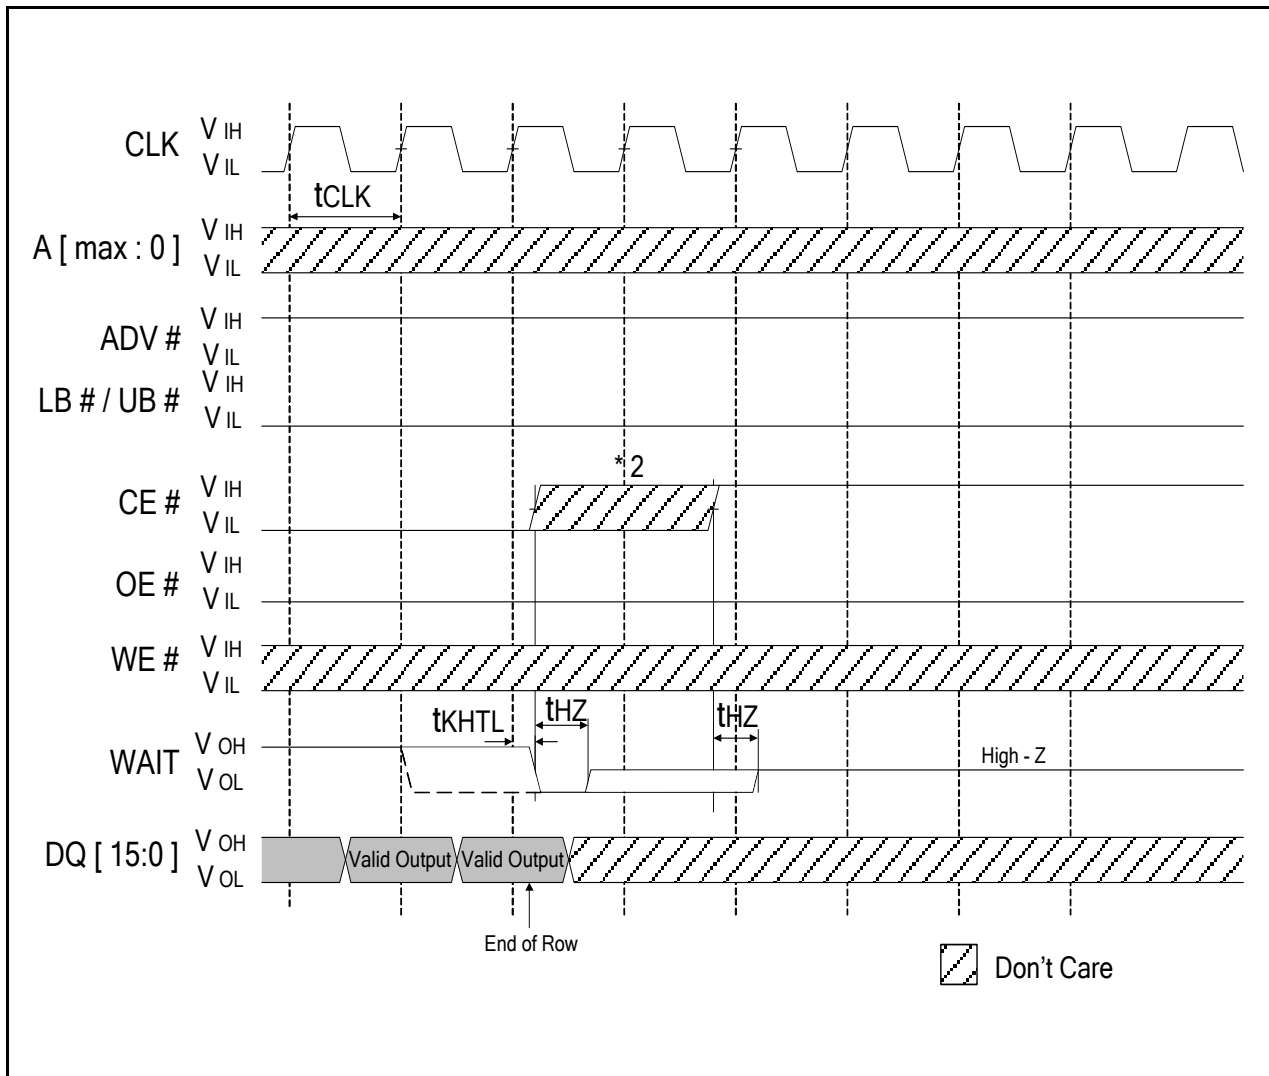 CLK
V IH
V IL
tCLK
A [ max : 0 ]
V IH
V IL
ADV #
V IH
V IL
LB # / UB #
V IH
V IL
* 2
CE #
V IH
V IL
OE #
V IH
V IL
WE #
V IH
V IL
tKHTL
tHZ
tHZ
WAIT
V OH
V OL
High - Z
DQ [ 15:0 ]
V OH
V OL
Valid Output
Valid Output
End of Row
Don't Care